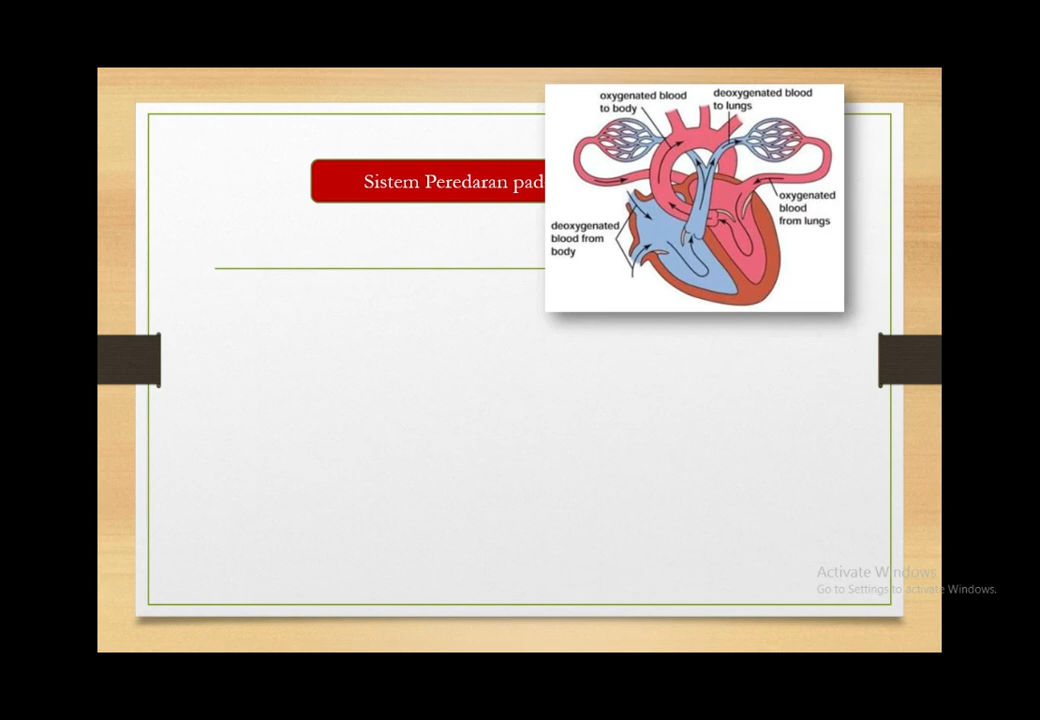 Sistem Peredaran pad
oxygenated blood
to body
deoxygenated blood
to lungs
oxygenated
blood
from lungs
deoxygenated
blood from
body
Activate Windows
Go to Settings to activate Windows.